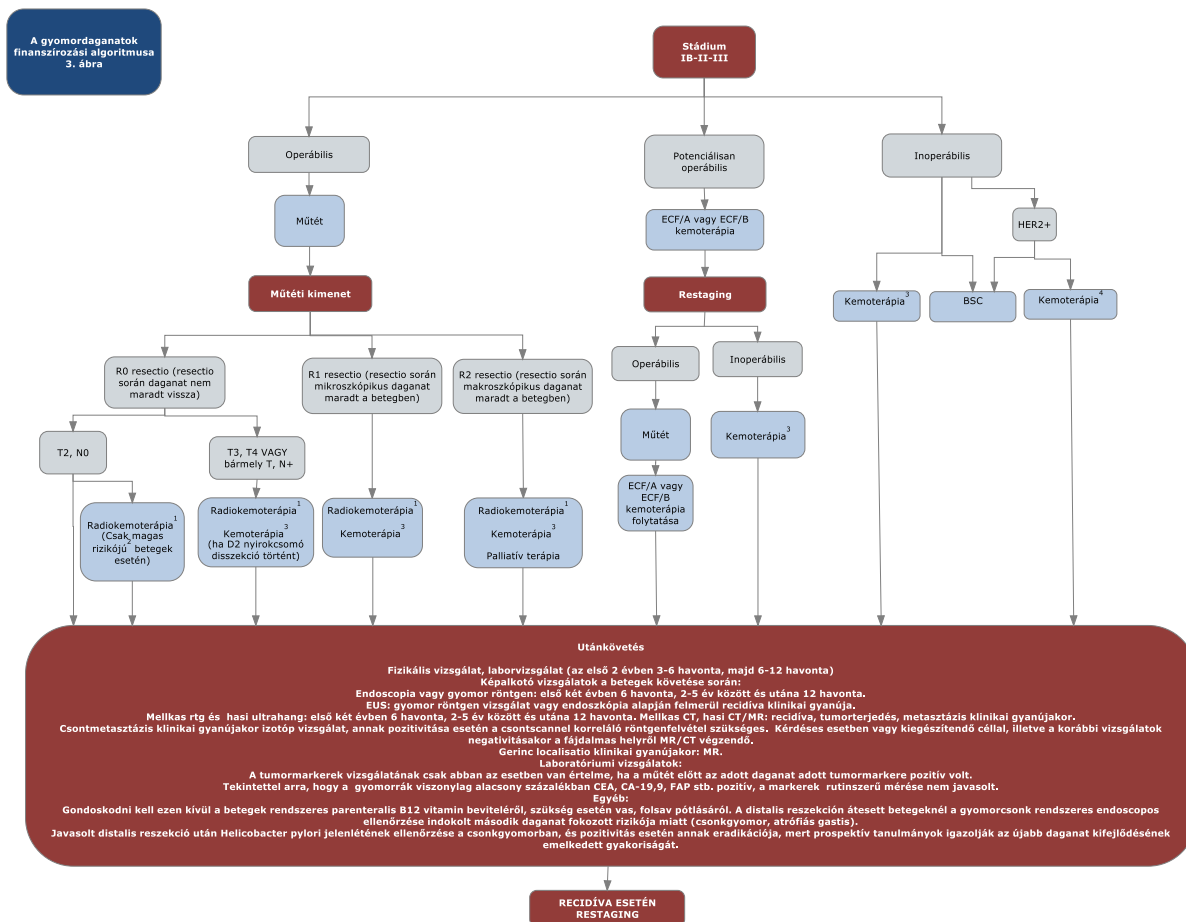 A gyomordaganatok
finanszírozási algoritmusa
3. ábra
Stádium
IB-II-III
Operábilis
Potenciálisan
operábilis
Inoperábilis
Műtét
ECF/A vagy ECF/B
kemoterápia
HER2+
Műtéti kimenet
Restaging
Kemoterápia3
BSC
Kemoterápia4
R0 resectio (resectio
során daganat nem
maradt vissza)
R1 resectio (resectio során
mikroszkópikus daganat
maradt a betegben)
R2 resectio (resectio során
makroszkópikus daganat
maradt a betegben)
Operábilis
Inoperábilis
T2, N0
T3, T4 VAGY
bármely T, N+
Műtét
Kemoterápia3
Radiokemoterápia1
(Csak magas
rizikójú2 betegek
esetén)
Radiokemoterápia1
Kemoterápia3
(ha D2 nyirokcsomó
disszekció történt)
Radiokemoterápia1
Kemoterápia3
Radiokemoterápia1
Kemoterápia3
Palliatív terápia
ECF/A vagy
ECF/B
kemoterápia
folytatása
Utánkövetés
Fizikális vizsgálat, laborvizsgálat (az első 2 évben 3-6 havonta, majd 6-12 havonta)
Képalkotó vizsgálatok a betegek követése során:
Endoscopia vagy gyomor röntgen: első két évben 6 havonta, 2-5 év között és utána 12 havonta.
EUS: gyomor röntgen vizsgálat vagy endoszkópia alapján felmerül recidíva klinikai gyanúja.
Mellkas rtg és hasi ultrahang: első két évben 6 havonta, 2-5 év között és utána 12 havonta. Mellkas CT, hasi CT/MR: recidíva, tumorterjedés, metasztázis klinikai gyanújakor.
Csontmetasztázis klinikai gyanújakor izotóp vizsgálat, annak pozitivitása esetén a csontscannel korreláló röntgenfelvétel szükséges. Kérdéses esetben vagy kiegészítendő céllal, illetve a korábbi vizsgálatok
negativitásakor a fájdalmas helyről MR/CT végzendő.
Gerinc localisatio klinikai gyanújakor: MR.
Laboratóriumi vizsgálatok:
A tumormarkerek vizsgálatának csak abban az esetben van értelme, ha a műtét előtt az adott daganat adott tumormarkere pozitív volt.
Tekintettel arra, hogy a gyomorrák viszonylag alacsony százalékban CEA, CA-19,9, FAP stb. pozitív, a markerek rutinszerű mérése nem javasolt.
Egyéb:
Gondoskodni kell ezen kívül a betegek rendszeres parenteralis B12 vitamin beviteléről, szükség esetén vas, folsav pótlásáról. A distalis reszekción átesett betegeknél a gyomorcsonk rendszeres endoscopos
ellenőrzése indokolt második daganat fokozott rizikója miatt (csonkgyomor, atrófiás gastis).
Javasolt distalis reszekció után Helicobacter pylori jelenlétének ellenőrzése a csonkgyomorban, és pozitivitás esetén annak eradikációja, mert prospektív tanulmányok igazolják az újabb daganat kifejlődésének
emelkedett gyakoriságát.
RECIDÍVA ESETÉN
RESTAGING